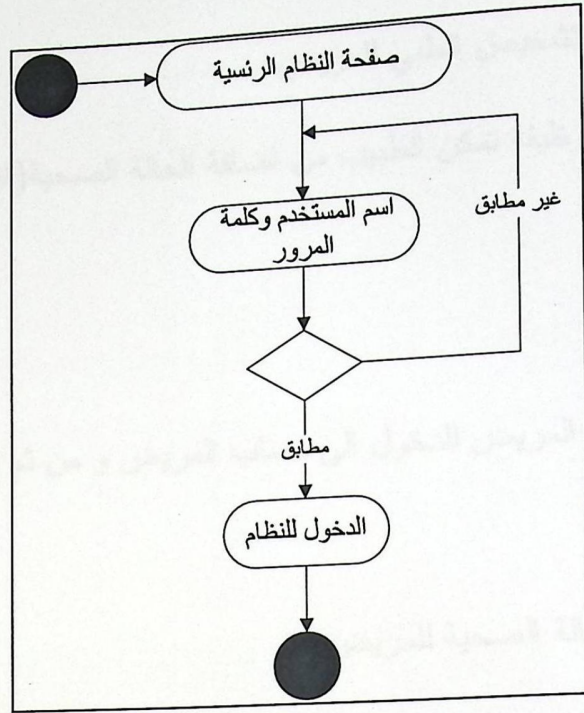 صفحة النظام الرئسية
غير مطابق
اسم المستخدم وكلمة
المرور
مطابق
الدخول للنظام